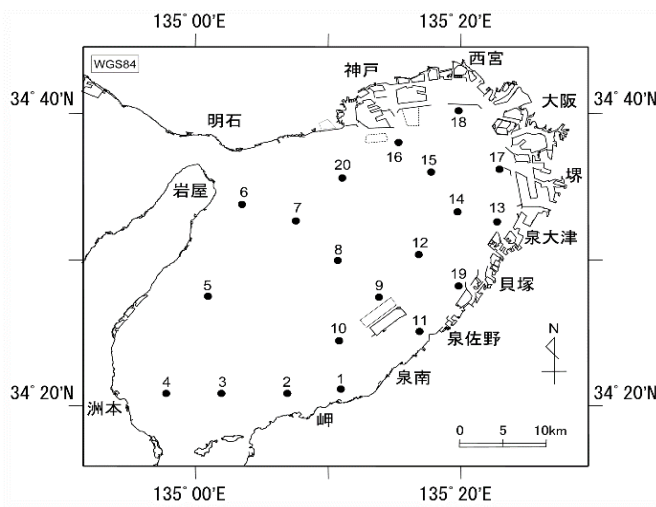 135°00'E
135°20'E
WGS84
西宮
神戸
34°40'N
34°40'N
大阪
明石
18
16
15
17
20
堺
岩屋
6
7
14
13
泉大津
8
12
5
9
19
貝塚
10
11
泉佐野
N
1
泉南
34°20'N
4
3
2
34°20'N
洲本
岬
0 5 10km
135°00'E
135°20'E